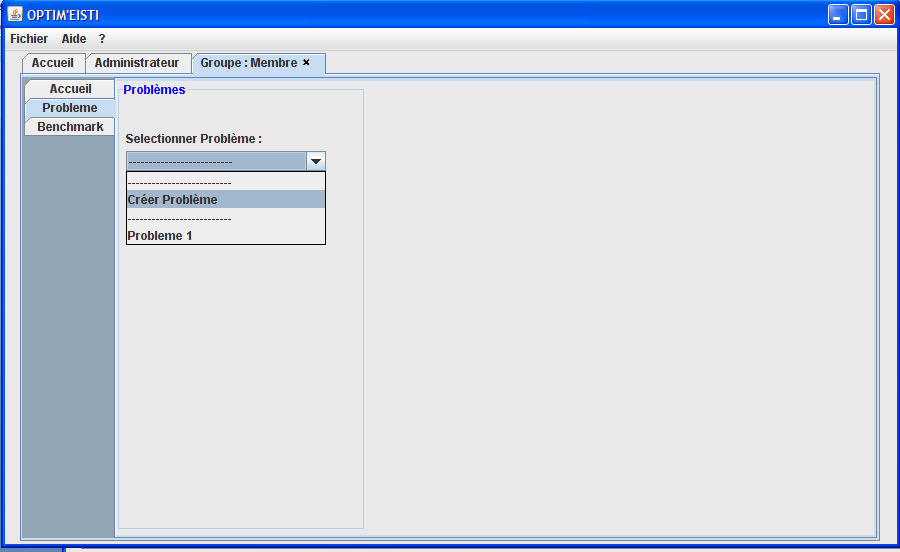 OPTIM'EISTI
Fichier Aide ?
Accueil Administrateur Groupe : Membre ×
Accueil
Probleme
Benchmark
Problèmes
Selectionner Problème :
--------------------------
--------------------------
Créer Problème
--------------------------
Probleme 1